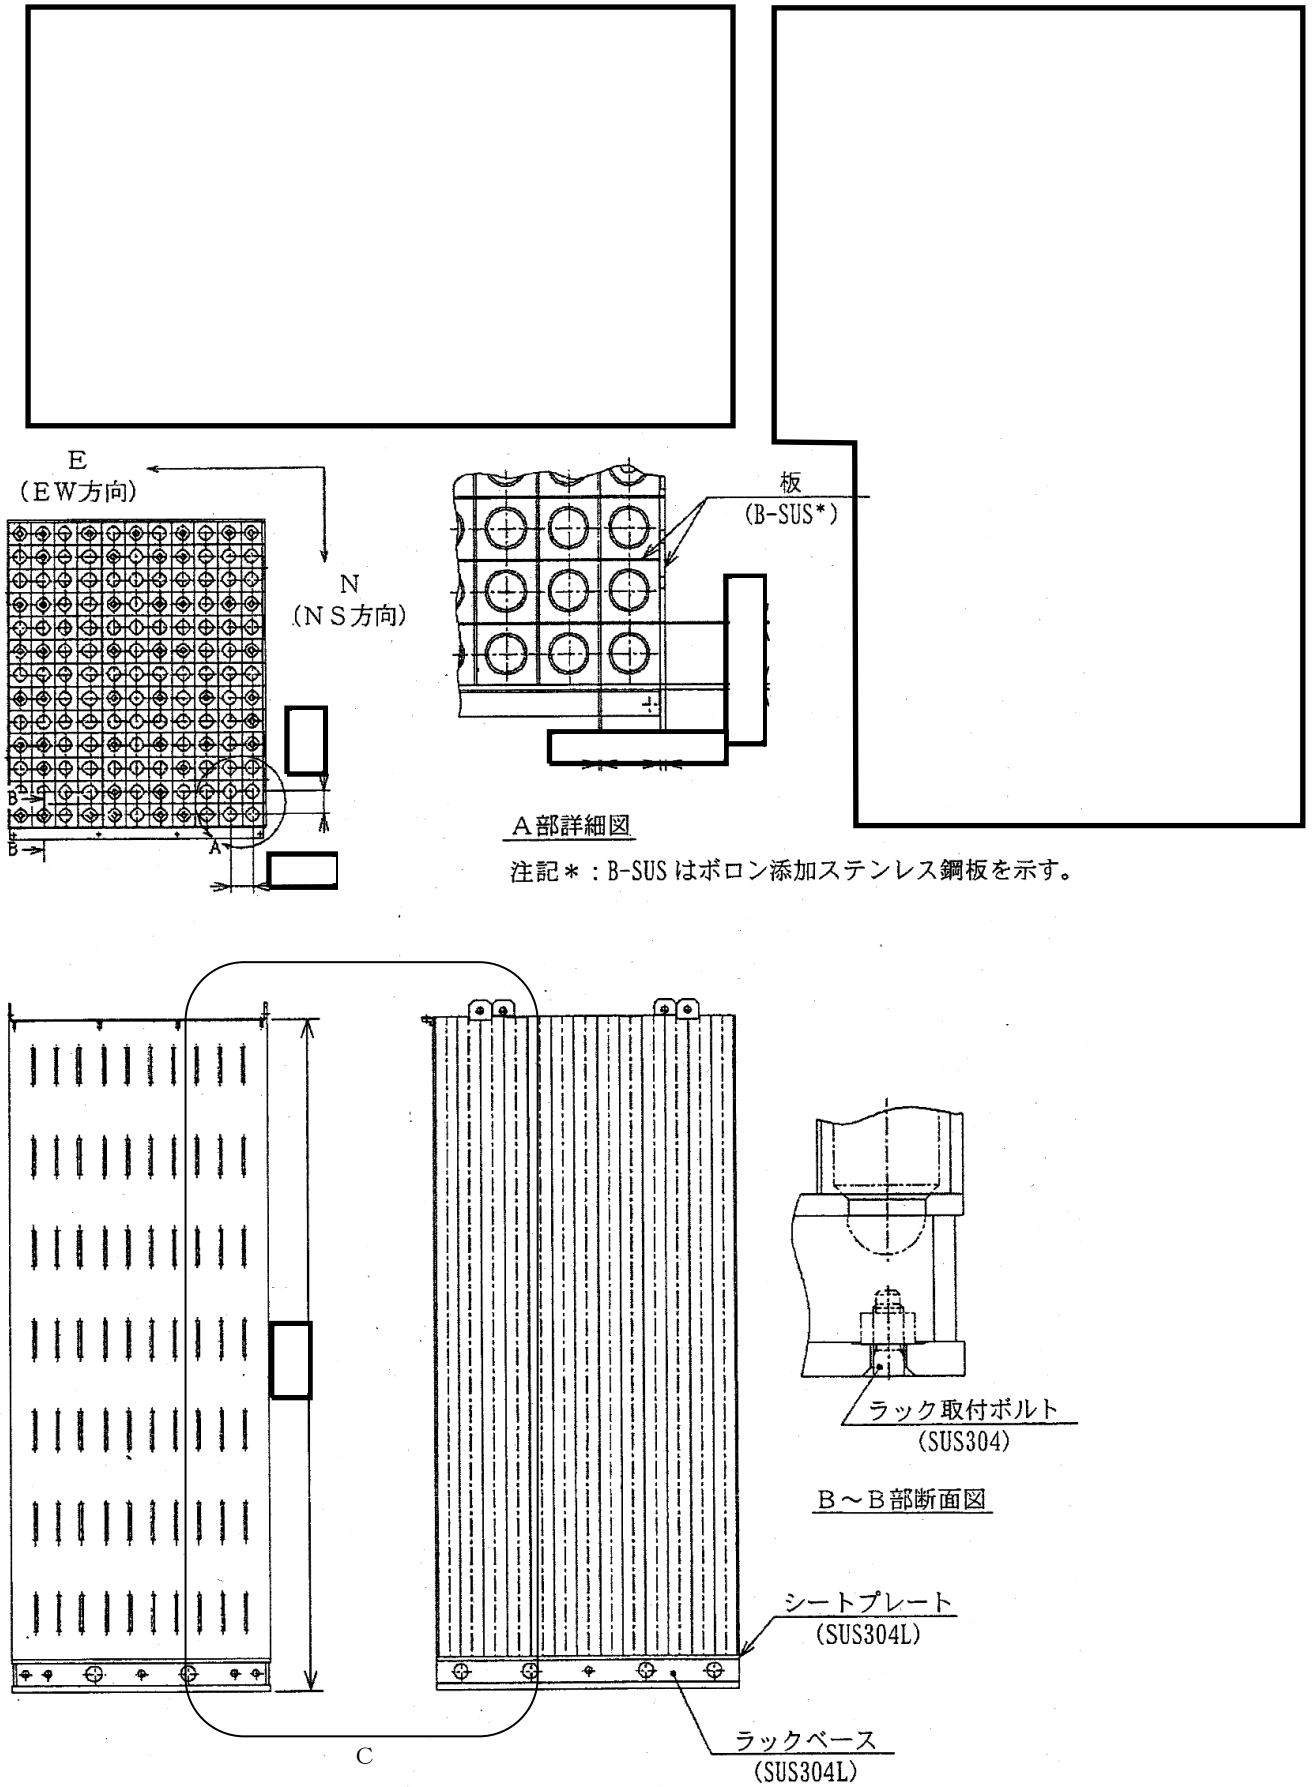 E
(EW方向)
N
(NS方向)
板
(B-SUS*)
B
B
A
A部詳細図
注記*:B-SUSはボロン添加ステンレス鋼板を示す。
ラック取付ボルト
(SUS304)
B~B部断面図
シートプレート
(SUS304L)
ラックベース
(SUS304L)
C